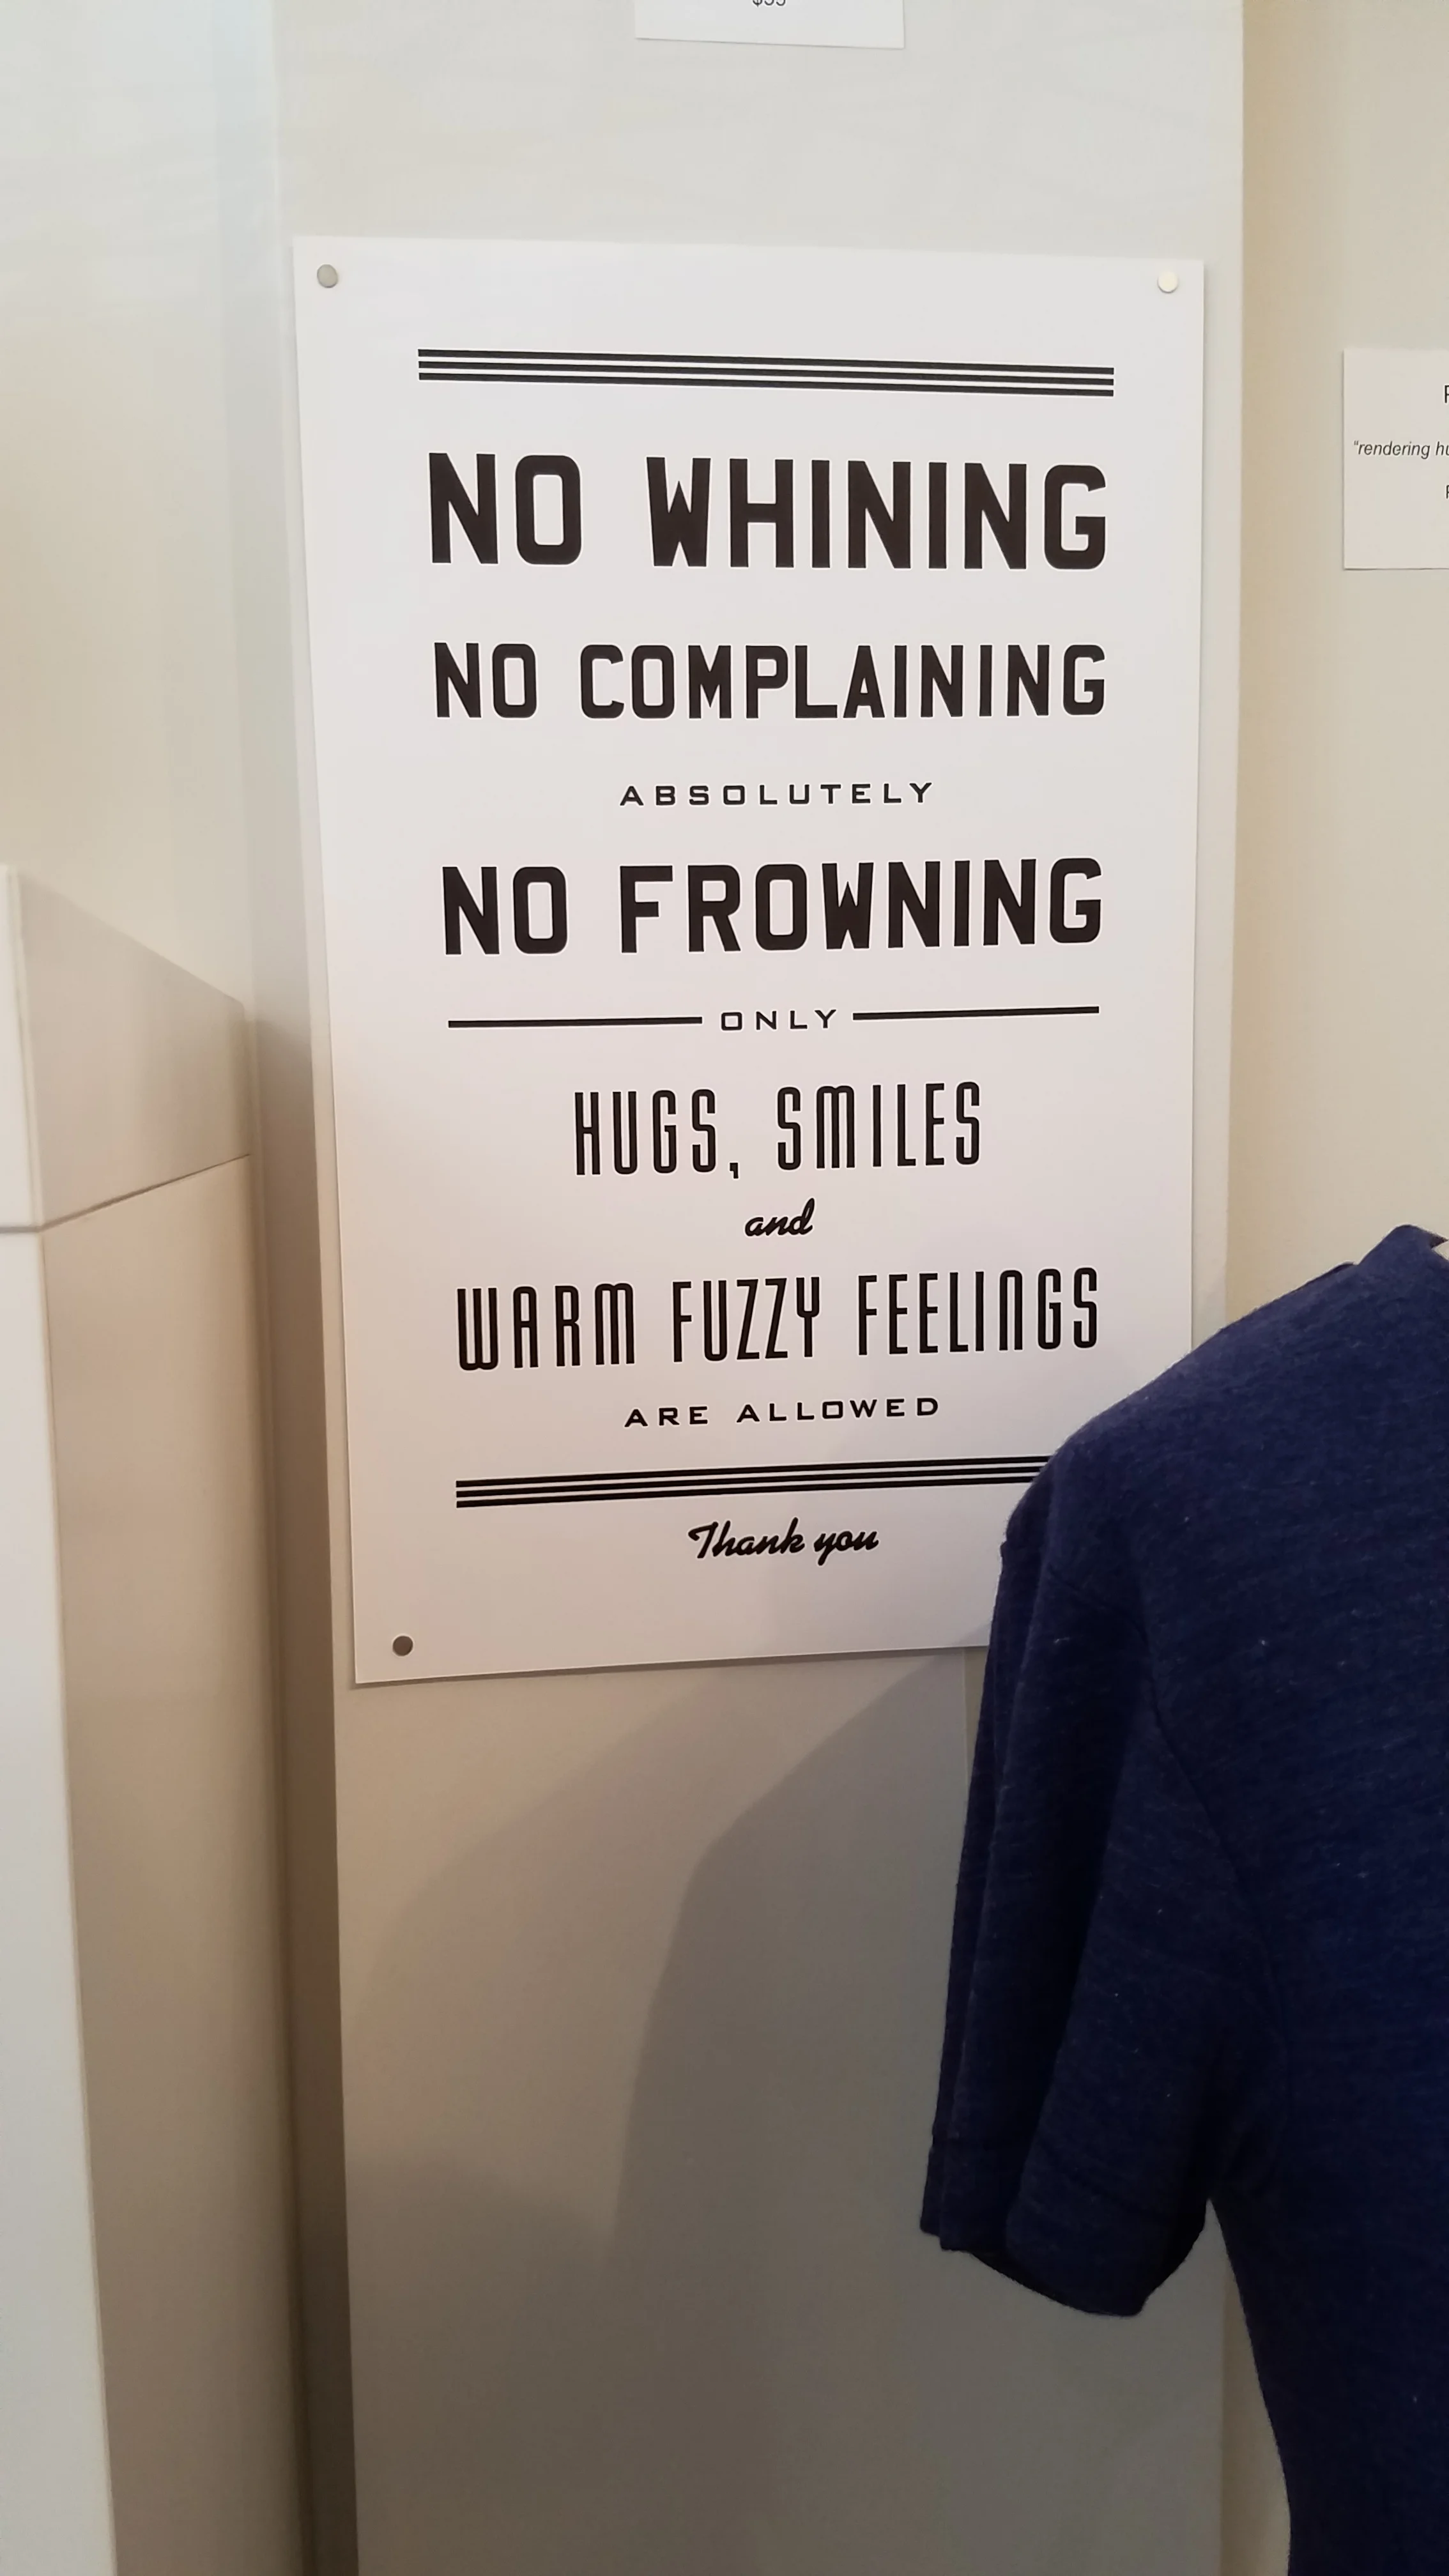 NO WHINING
NO COMPLAINING
ABSOLUTELY
NO FROWNING
ONLY
HUGS, SMILES
and
WARM FUZZY FEELINGS
ARE ALLOWED
Thank you
"rendering